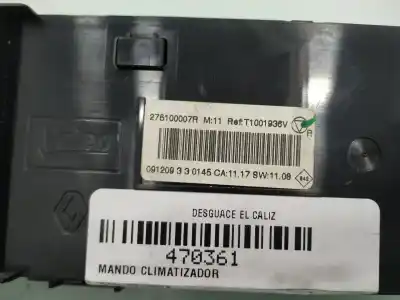 275100007R M:11 Ref:T1001936V
R
091209 3 3 0145 CA:11.17 SW:11.08
DESGUACE EL CALIZ
470361
MANDO CLIMATIZADOR